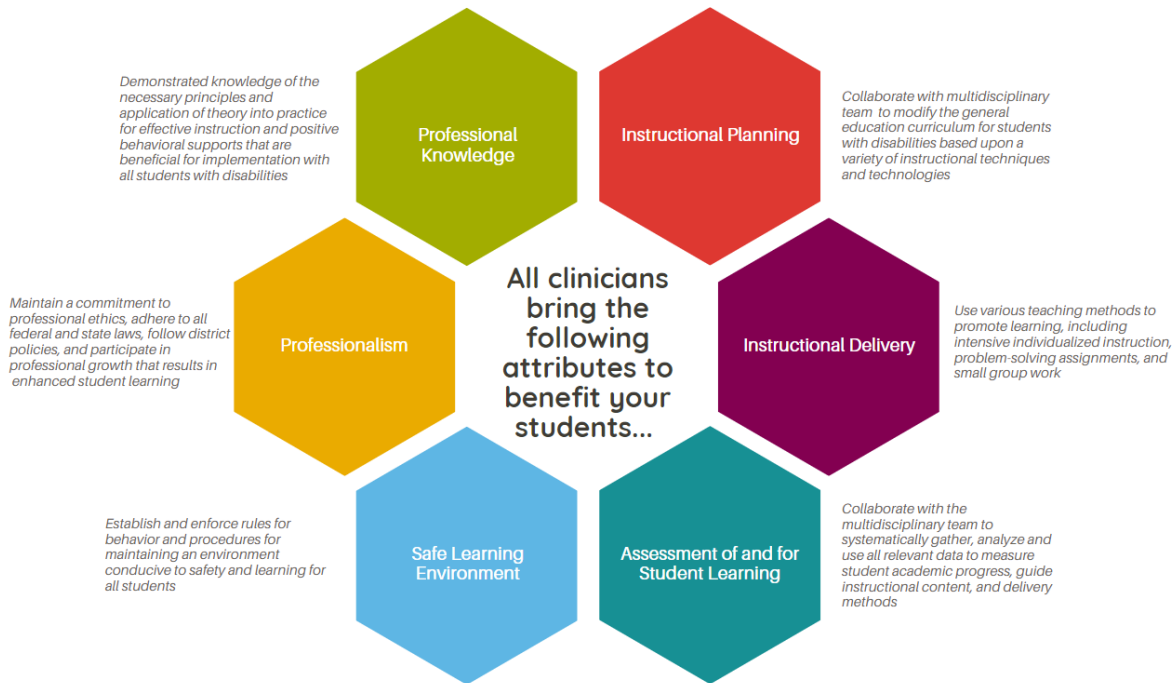 Demonstrated knowledge of the
necessary principles and
application of theory into practice
for effective instruction and positive
behavioral supports that are
beneficial for implementation with
all students with disabilities
Professional
Knowledge
Instructional Planning
Collaborate with multidisciplinary
team to modify the general
education curriculum for students
with disabilities based upon a
variety of instructional techniques
and technologies
Maintain a commitment to
professional ethics, adhere to all
federal and state laws, follow district
policies, and participate in
professional growth that results in
enhanced student learning
Professionalism
All clinicians
bring the
following
attributes to
benefit your
students...
Instructional Delivery
Use various teaching methods to
promote learning, including
intensive individualized instruction,
problem-solving assignments, and
small group work
Establish and enforce rules for
behavior and procedures for
maintaining an environment
conducive to safety and learning for
all students
Safe Learning
Environment
Assessment of and for
Student Learning
Collaborate with the
multidisciplinary team to
systematically gather, analyze and
use all relevant data to measure
student academic progress, guide
instructional content, and delivery
methods